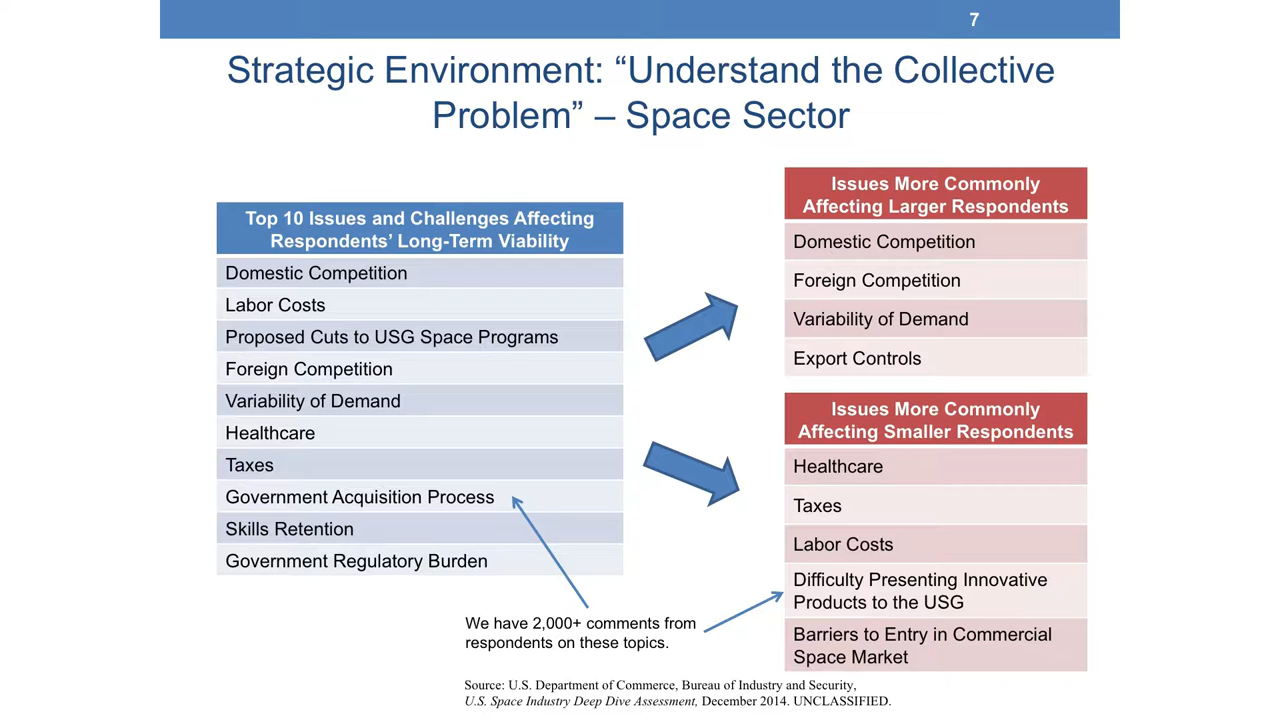 7
Strategic Environment: “Understand the Collective
Problem” – Space Sector
Top 10 Issues and Challenges Affecting
Respondents’ Long-Term Viability
Domestic Competition
Labor Costs
Proposed Cuts to USG Space Programs
Foreign Competition
Variability of Demand
Healthcare
Taxes
Government Acquisition Process
Skills Retention
Government Regulatory Burden
Issues More Commonly
Affecting Larger Respondents
Domestic Competition
Foreign Competition
Variability of Demand
Export Controls
Issues More Commonly
Affecting Smaller Respondents
Healthcare
Taxes
Labor Costs
Difficulty Presenting Innovative
Products to the USG
Barriers to Entry in Commercial
Space Market
We have 2,000+ comments from
respondents on these topics.
Source: U.S. Department of Commerce, Bureau of Industry and Security,
U.S. Space Industry Deep Dive Assessment, December 2014. UNCLASSIFIED.